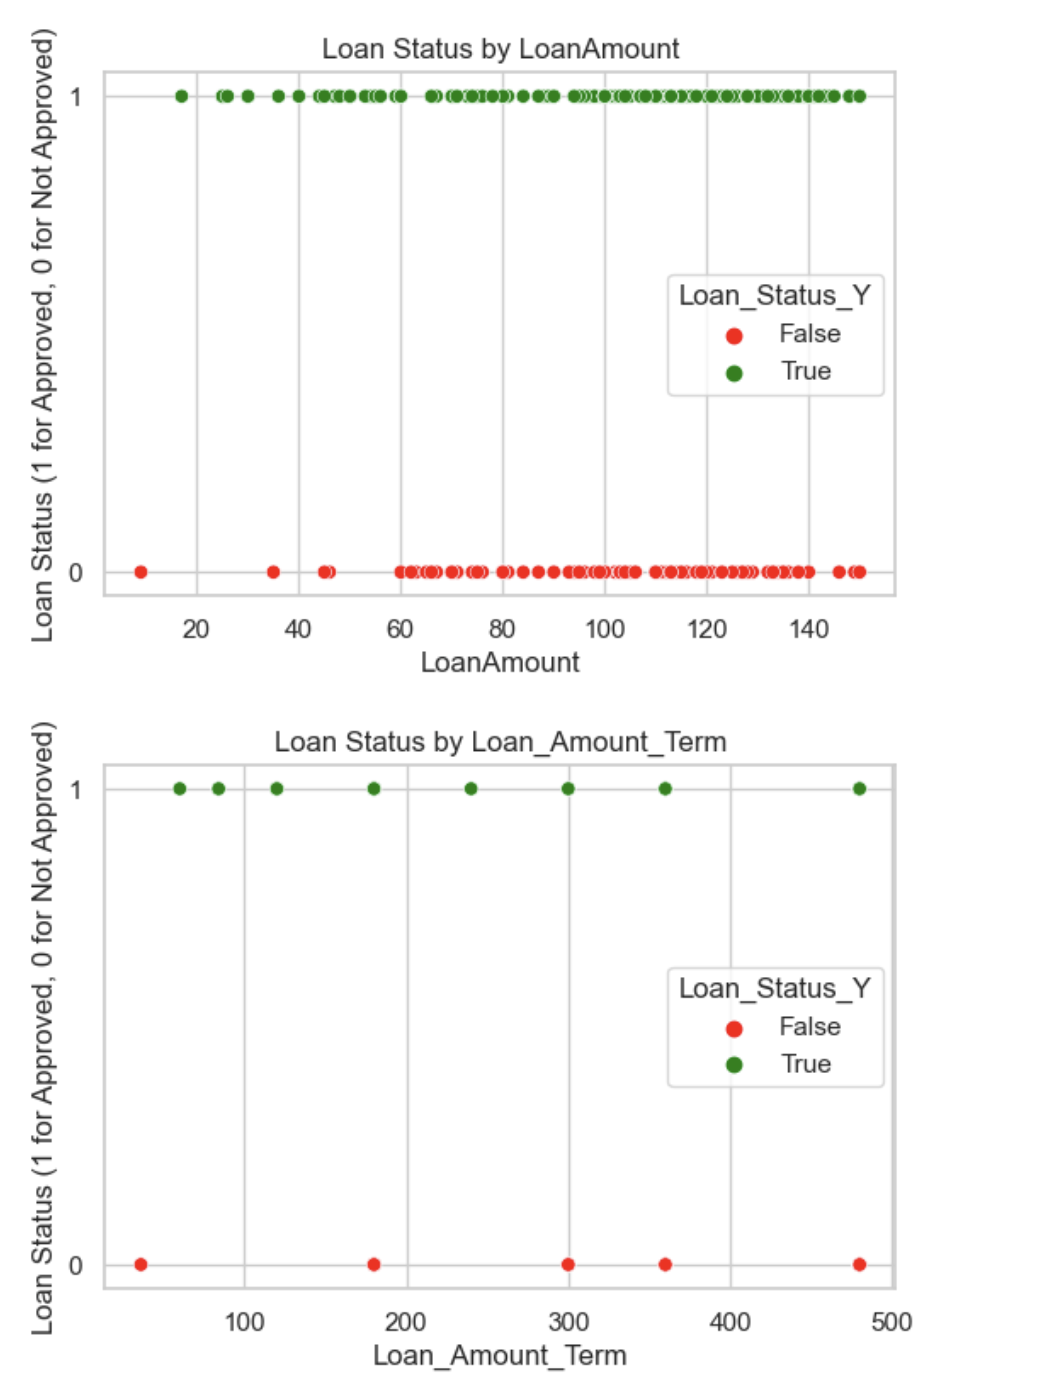 Loan Status by LoanAmount
Loan Status (1 for Approved, 0 for Not Approved)
1
0
Loan_Status_Y
False
True
20 40 60 80 100 120 140
LoanAmount
Loan Status by Loan_Amount_Term
Loan Status (1 for Approved, 0 for Not Approved)
1
0
Loan_Status_Y
False
True
100 200 300 400 500
Loan_Amount_Term